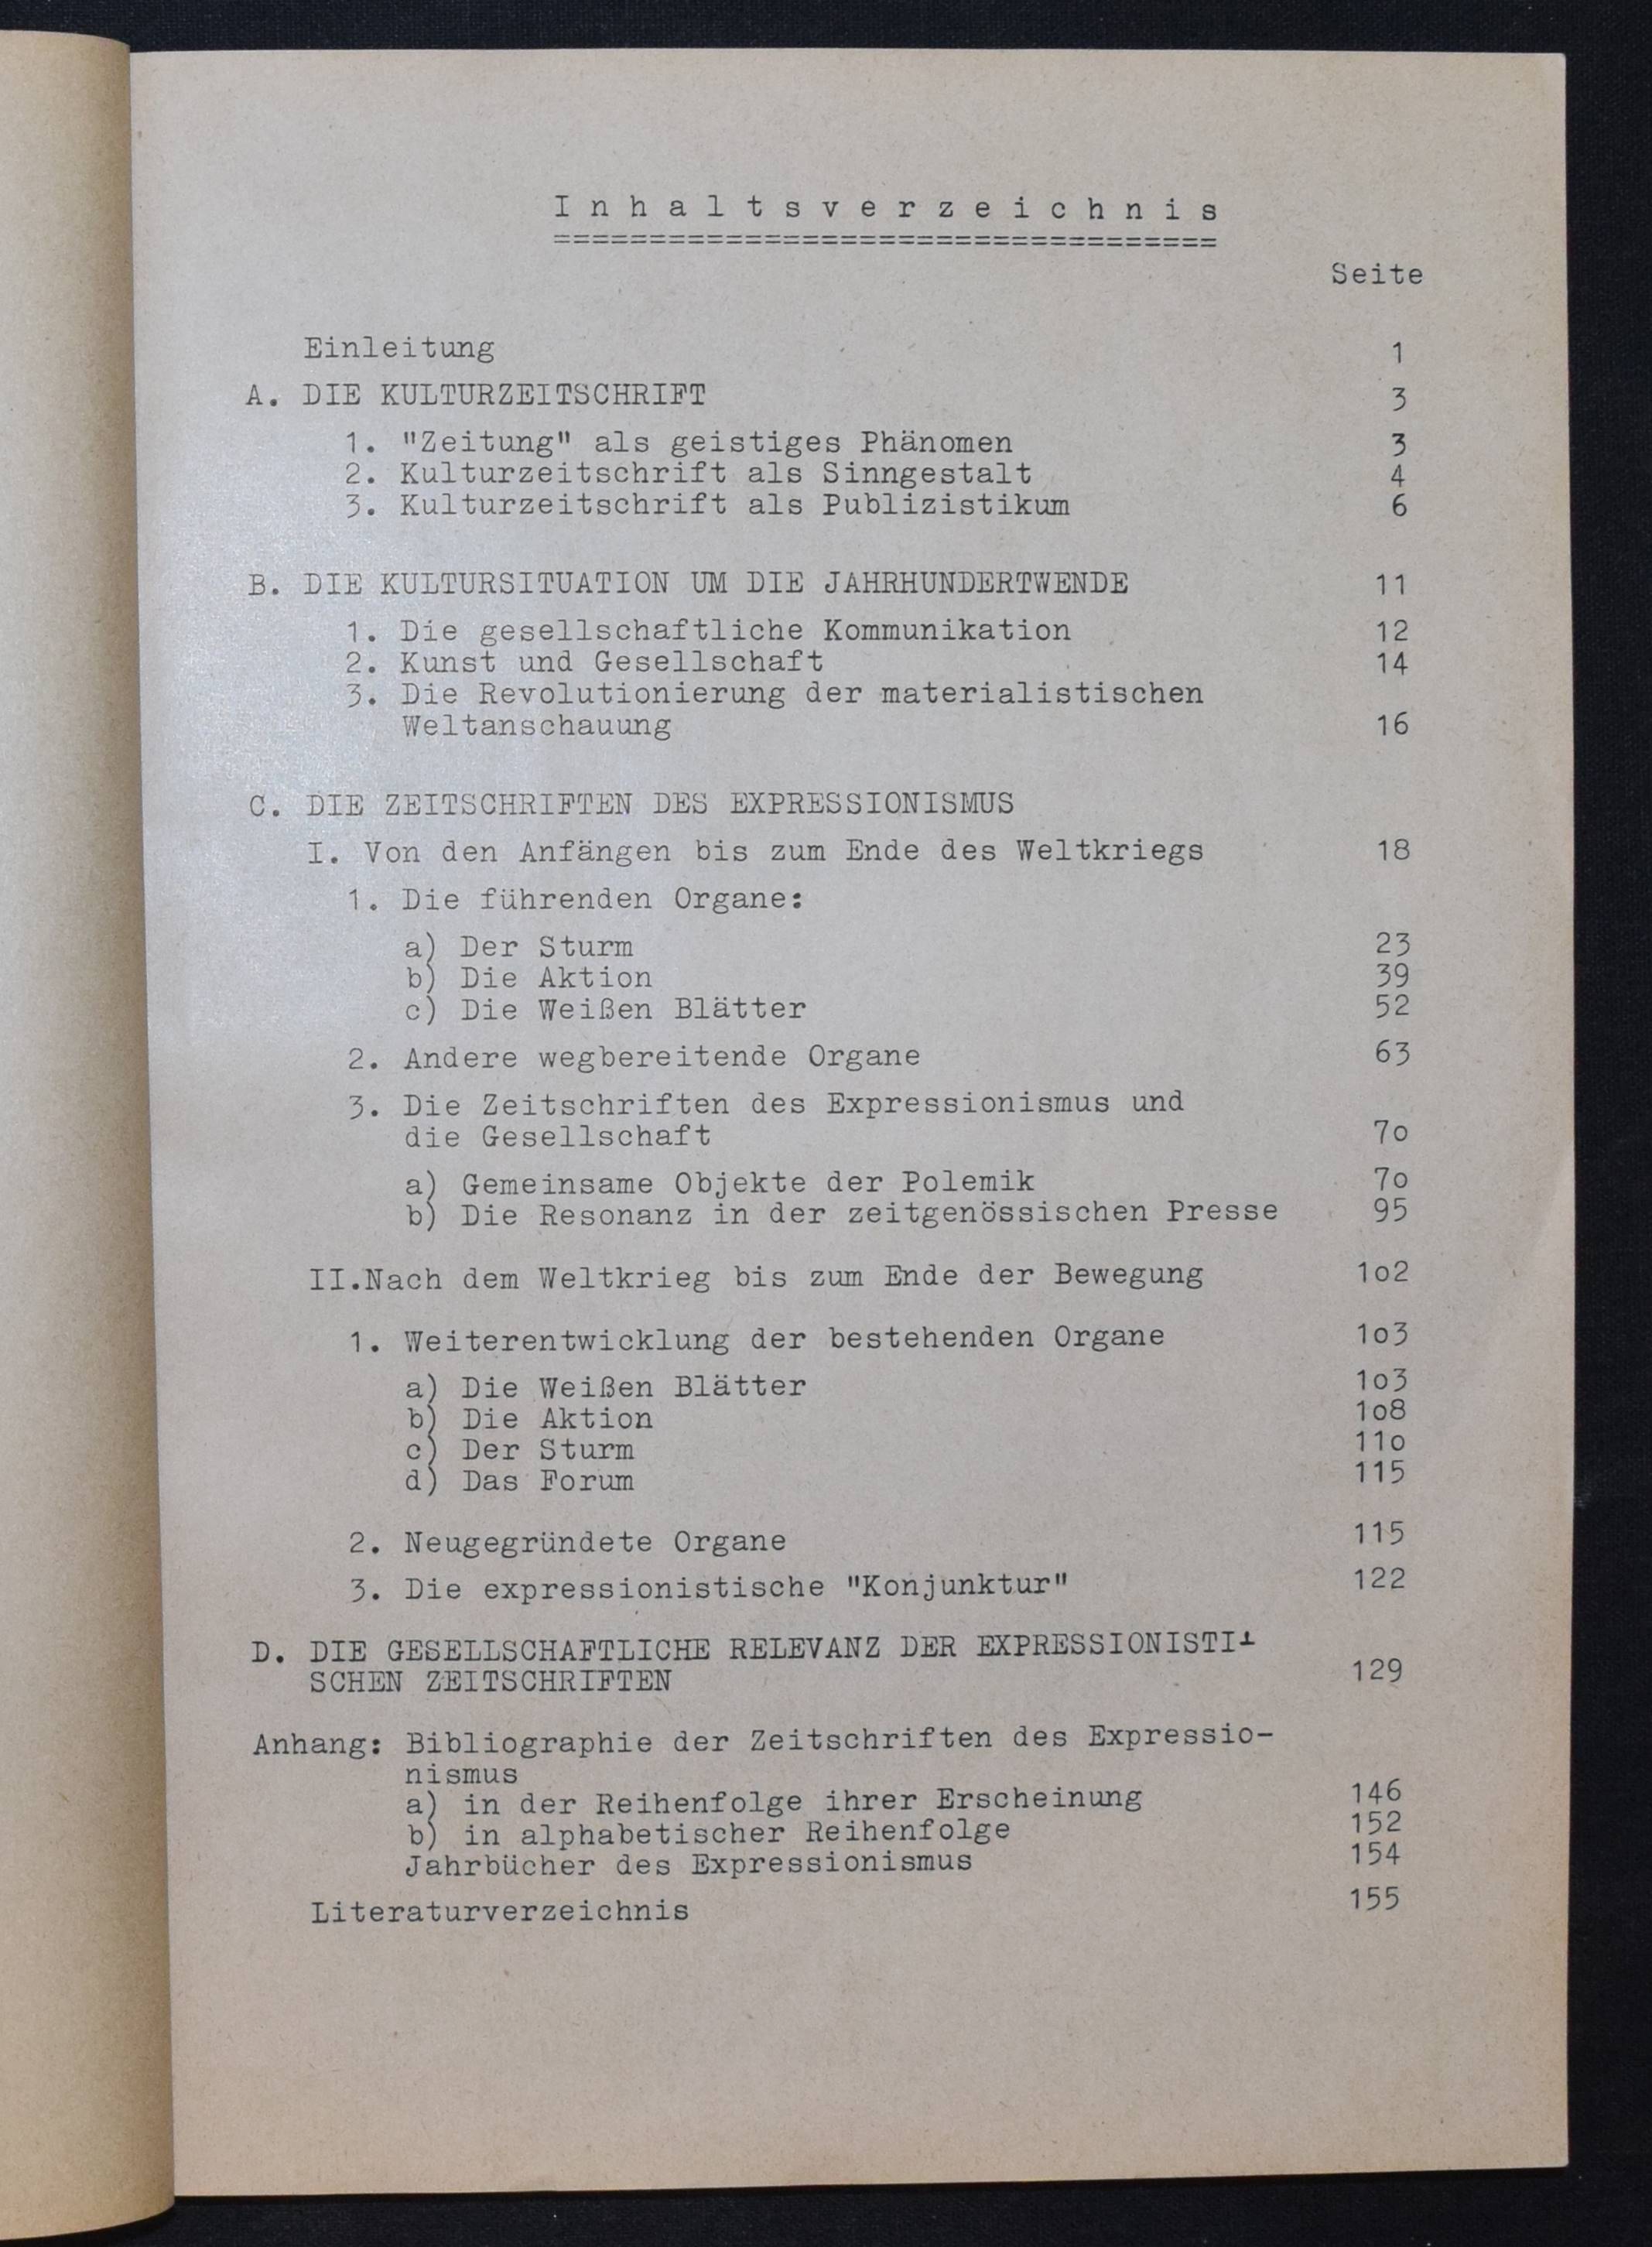 Inhaltsverzeichnis
===================================
Seite
Einleitung 1
A. DIE KULTURZEITSCHRIFT 3
1. "Zeitung" als geistiges Phänomen 3
2. Kulturzeitschrift als Sinngestalt 4
3. Kulturzeitschrift als Publizistikum 6
B. DIE KULTURSITUATION UM DIE JAHRHUNDERTWENDE 11
1. Die gesellschaftliche Kommunikation 12
2. Kunst und Gesellschaft 14
3. Die Revolutionierung der materialistischen
Weltanschauung 16
C. DIE ZEITSCHRIFTEN DES EXPRESSIONISMUS
I. Von den Anfängen bis zum Ende des Weltkriegs 18
1. Die führenden Organe:
a) Der Sturm 23
b) Die Aktion 39
c) Die Weißen Blätter 52
2. Andere wegbereitende Organe 63
3. Die Zeitschriften des Expressionismus und
die Gesellschaft 7o
a) Gemeinsame Objekte der Polemik 7o
b) Die Resonanz in der zeitgenössischen Presse 95
II.Nach dem Weltkrieg bis zum Ende der Bewegung 1o2
1. Weiterentwicklung der bestehenden Organe 1o3
a) Die Weißen Blätter 1o3
b) Die Aktion 1o8
c) Der Sturm 11o
d) Das Forum 115
2. Neugegründete Organe 115
3. Die expressionistische "Konjunktur" 122
D. DIE GESELLSCHAFTLICHE RELEVANZ DER EXPRESSIONISTI-
SCHEN ZEITSCHRIFTEN 129
Anhang: Bibliographie der Zeitschriften des Expressio-
nismus
a) in der Reihenfolge ihrer Erscheinung 146
b) in alphabetischer Reihenfolge 152
Jahrbücher des Expressionismus 154
Literaturverzeichnis 155